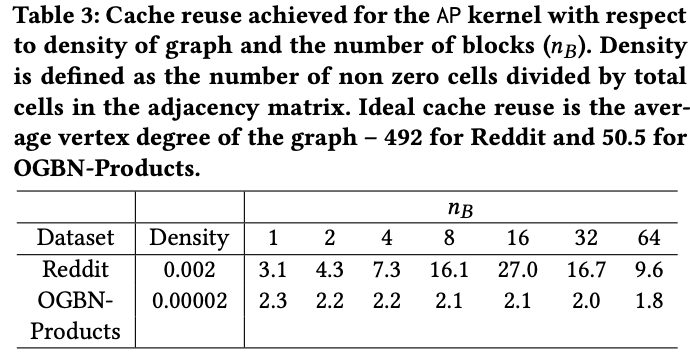 Table 3: Cache reuse achieved for the AP kernel with respect
to density of graph and the number of blocks (nB). Density
is defined as the number of non zero cells divided by total
cells in the adjacency matrix. Ideal cache reuse is the aver-
age vertex degree of the graph – 492 for Reddit and 50.5 for
OGBN-Products.
nB
Dataset Density 1 2 4 8 16 32 64
Reddit 0.002 3.1 4.3 7.3 16.1 27.0 16.7 9.6
OGBN- 0.00002 2.3 2.2 2.2 2.1 2.1 2.0 1.8
Products